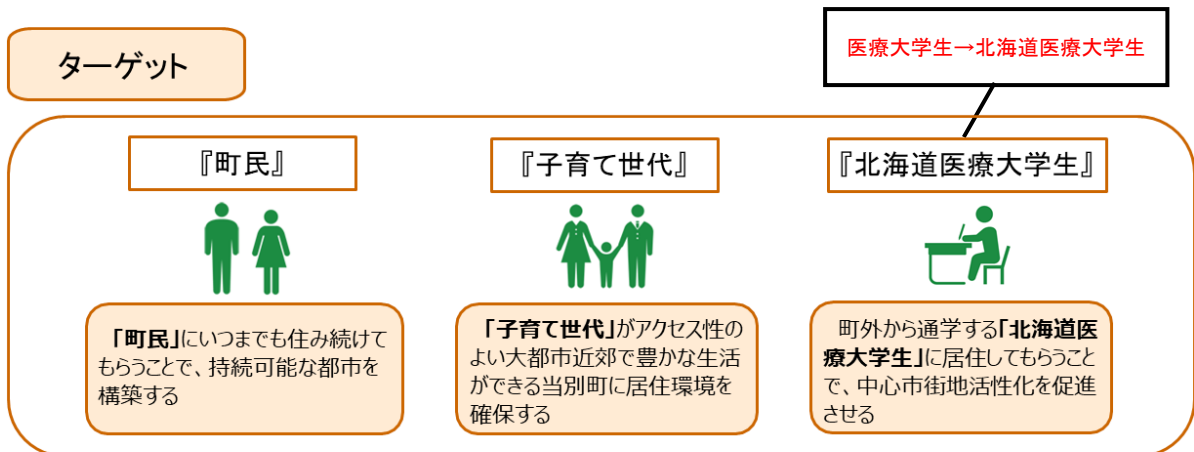 医療大学生→北海道医療大学生
ターゲット
『町民』
『子育て世代』
『北海道医療大学生』
「町民」にいつまでも住み続けて
もらうことで、持続可能な都市を
構築する
「子育て世代」がアクセス性の
よい大都市近郊で豊かな生活
ができる当別町に居住環境を
確保する
町外から通学する「北海道医
療大学生」に居住してもらうこと
で、中心市街地活性化を促進
させる